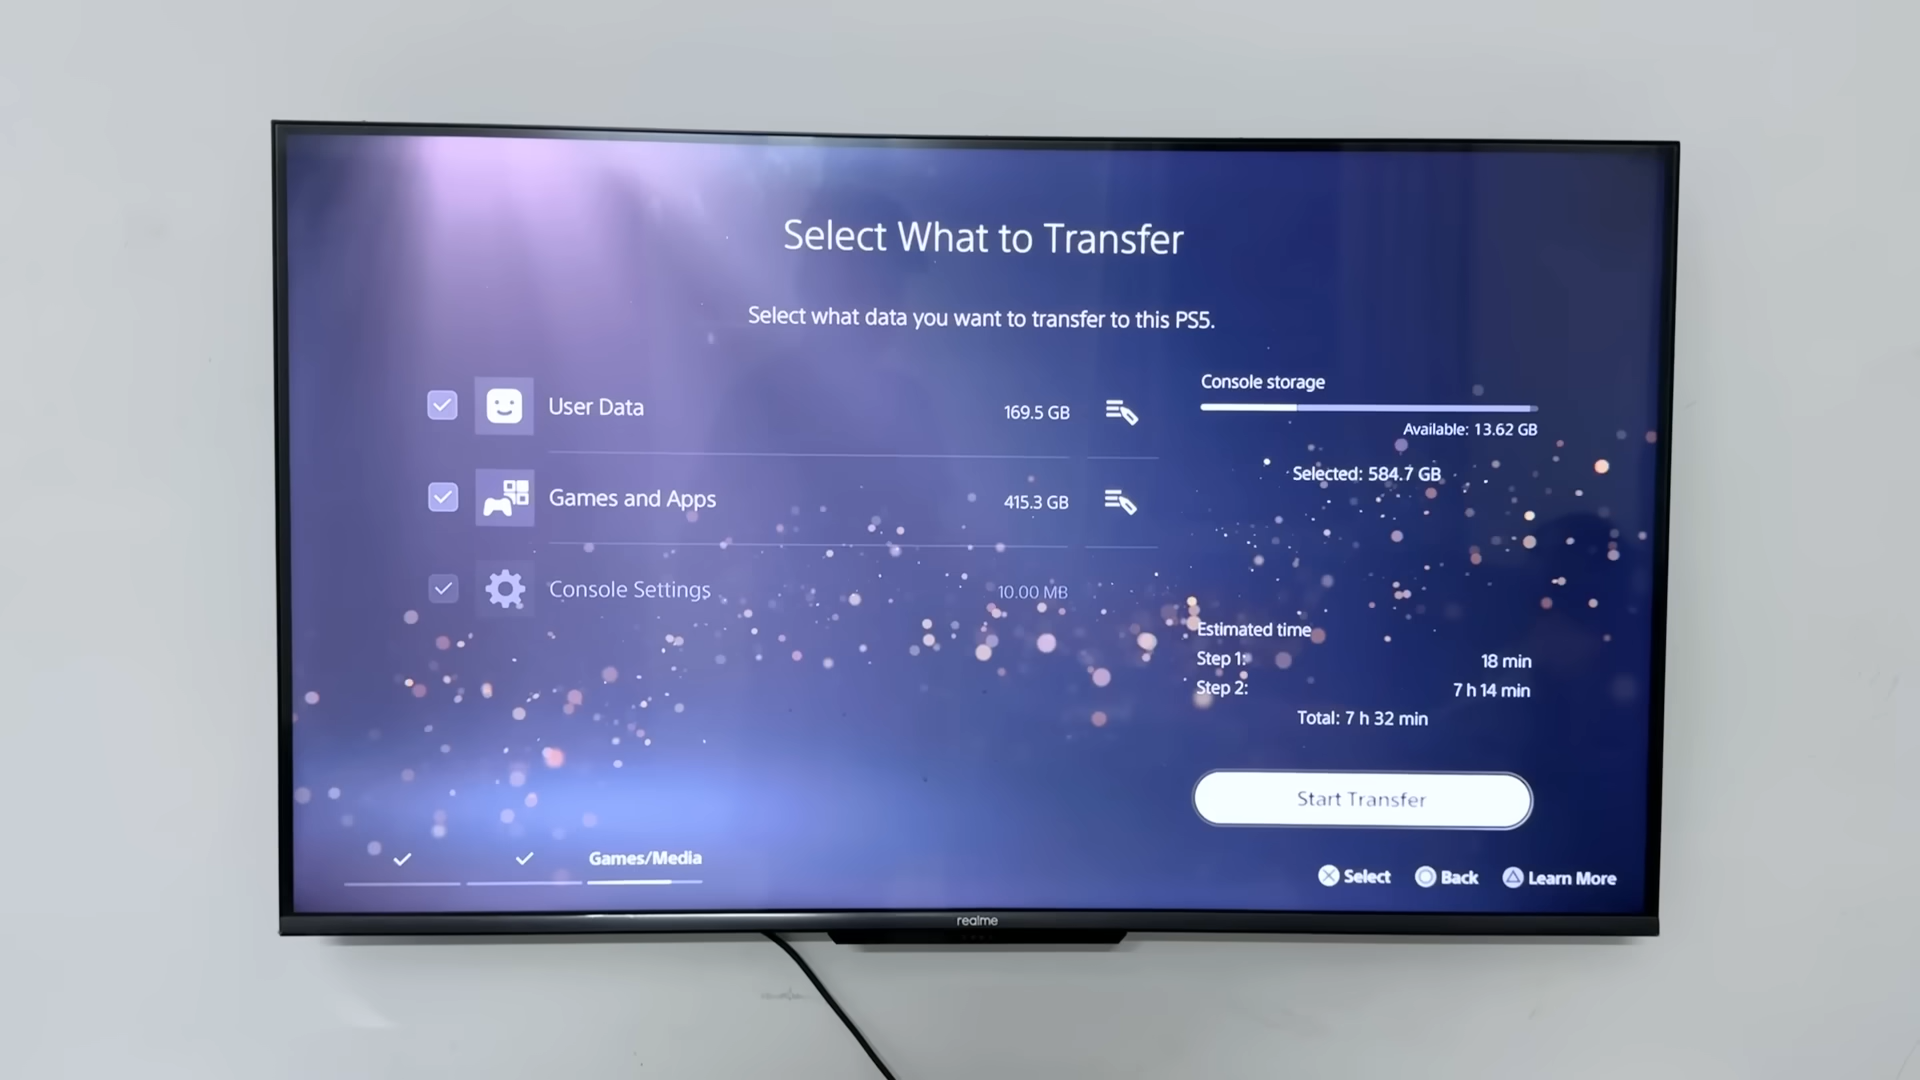 Select What to Transfer
Select what data you want to transfer to this PS5.
User Data
169.5 GB
Games and Apps
415.3 GB
Console Settings
10.00 MB
Console storage
Available: 13.62 GB
Selected: 584.7 GB
Estimated time
Step 1:
18 min
Step 2:
7 h 14 min
Total: 7 h 32 min
Start Transfer
Games/Media
Select
Back
Learn More
realme